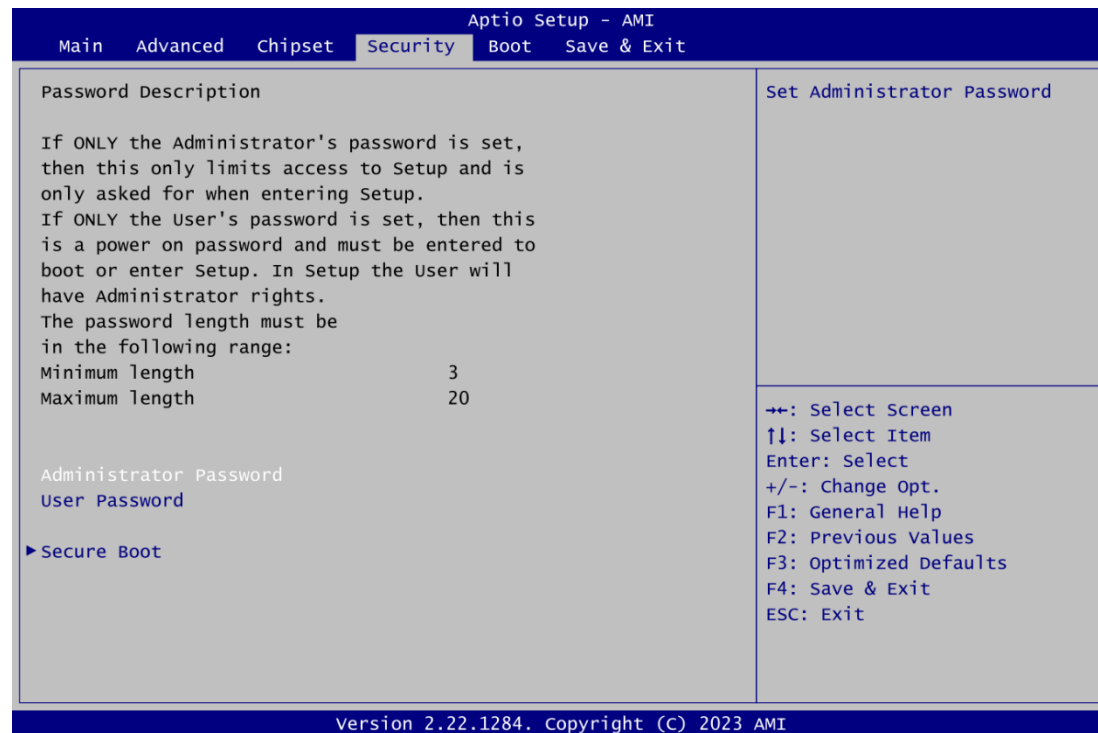 Aptio Setup - AMI
Main Advanced Chipset Security Boot Save & Exit
Password Description
If ONLY the Administrator's password is set,
then this only limits access to Setup and is
only asked for when entering Setup.
If ONLY the User's password is set, then this
is a power on password and must be entered to
boot or enter Setup. In Setup the User will
have Administrator rights.
The password length must be
in the following range:
Minimum length 3
Maximum length 20
Administrator Password
User Password
▶Secure Boot
Set Administrator Password
→←: Select Screen
↑↓: Select Item
Enter: Select
+/-: Change Opt.
F1: General Help
F2: Previous Values
F3: Optimized Defaults
F4: Save & Exit
ESC: Exit
Version 2.22.1284. Copyright (C) 2023 AMI